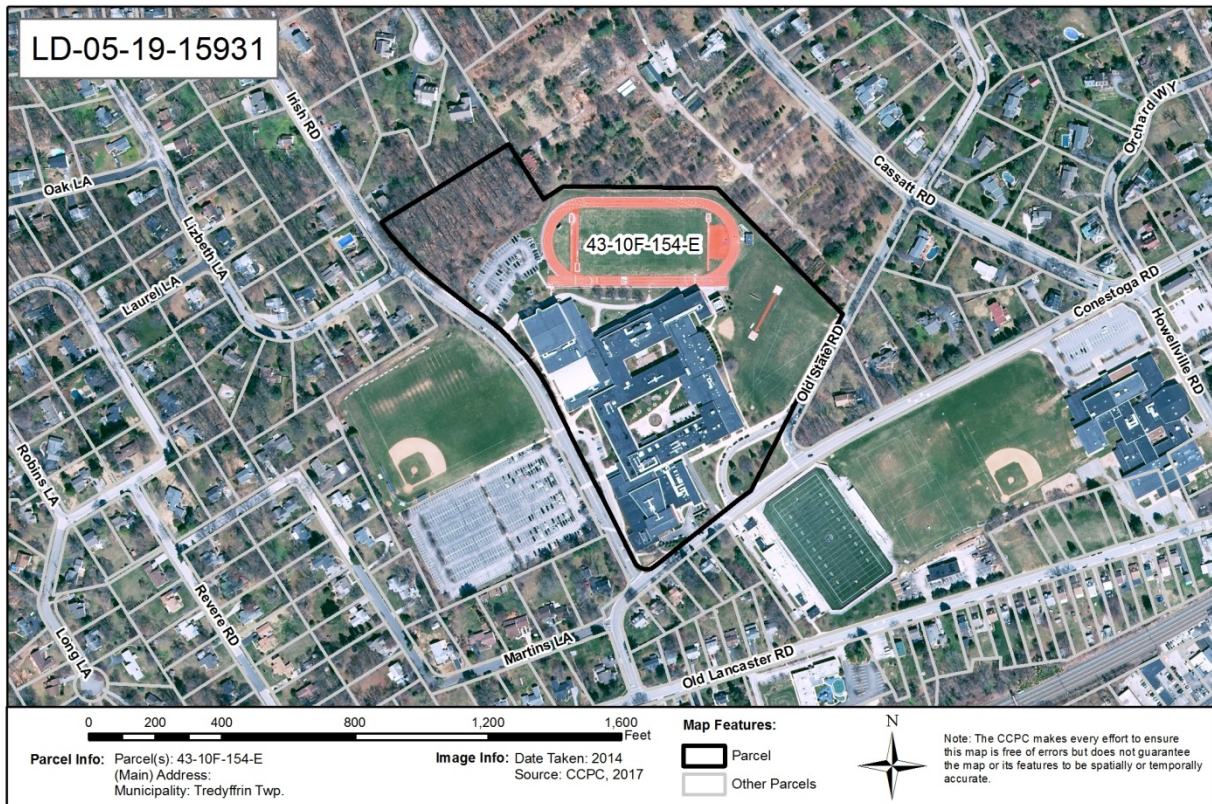 LD-05-19-15931
Irish RD
Oak LA
Lizbeth LA
Laurel LA
43-10F-154-E
Cassatt RD
Orchard WY
Conestoga RD
Howellville RD
Old State RD
Robins LA
Revere RD
Long LA
Martins LA
Old Lancaster RD
0 200 400 800 1,200 1,600
Feet
Parcel Info: Parcel(s): 43-10F-154-E
(Main) Address:
Municipality: Tredyffrin Twp.
Image Info: Date Taken: 2014
Source: CCPC, 2017
Map Features:
Parcel
Other Parcels
N
Note: The CCPC makes every effort to ensure
this map is free of errors but does not guarantee
the map or its features to be spatially or temporally
accurate.